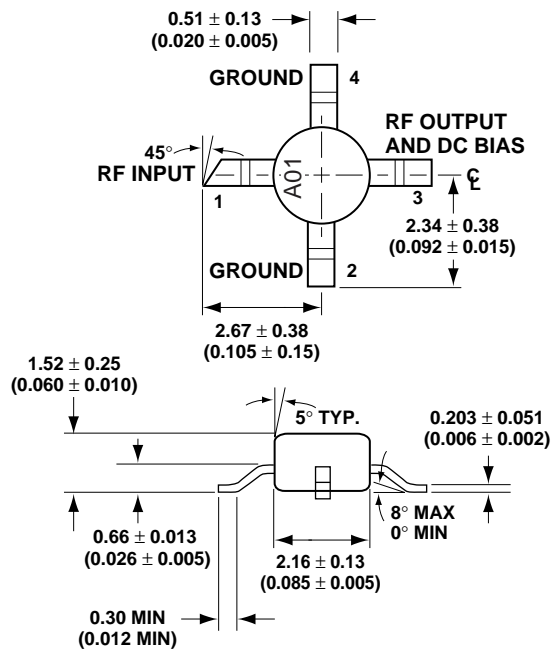 0.51 ± 0.13
(0.020 ± 0.005)
GROUND
4
RF OUTPUT
AND DC BIAS
45°
RF INPUT
A01
C
L
1
3
2.34 ± 0.38
(0.092 ± 0.015)
GROUND
2
2.67 ± 0.38
(0.105 ± 0.15)
1.52 ± 0.25
(0.060 ± 0.010)
5° TYP.
0.203 ± 0.051
(0.006 ± 0.002)
0.66 ± 0.013
(0.026 ± 0.005)
8° MAX
0° MIN
2.16 ± 0.13
(0.085 ± 0.005)
0.30 MIN
(0.012 MIN)